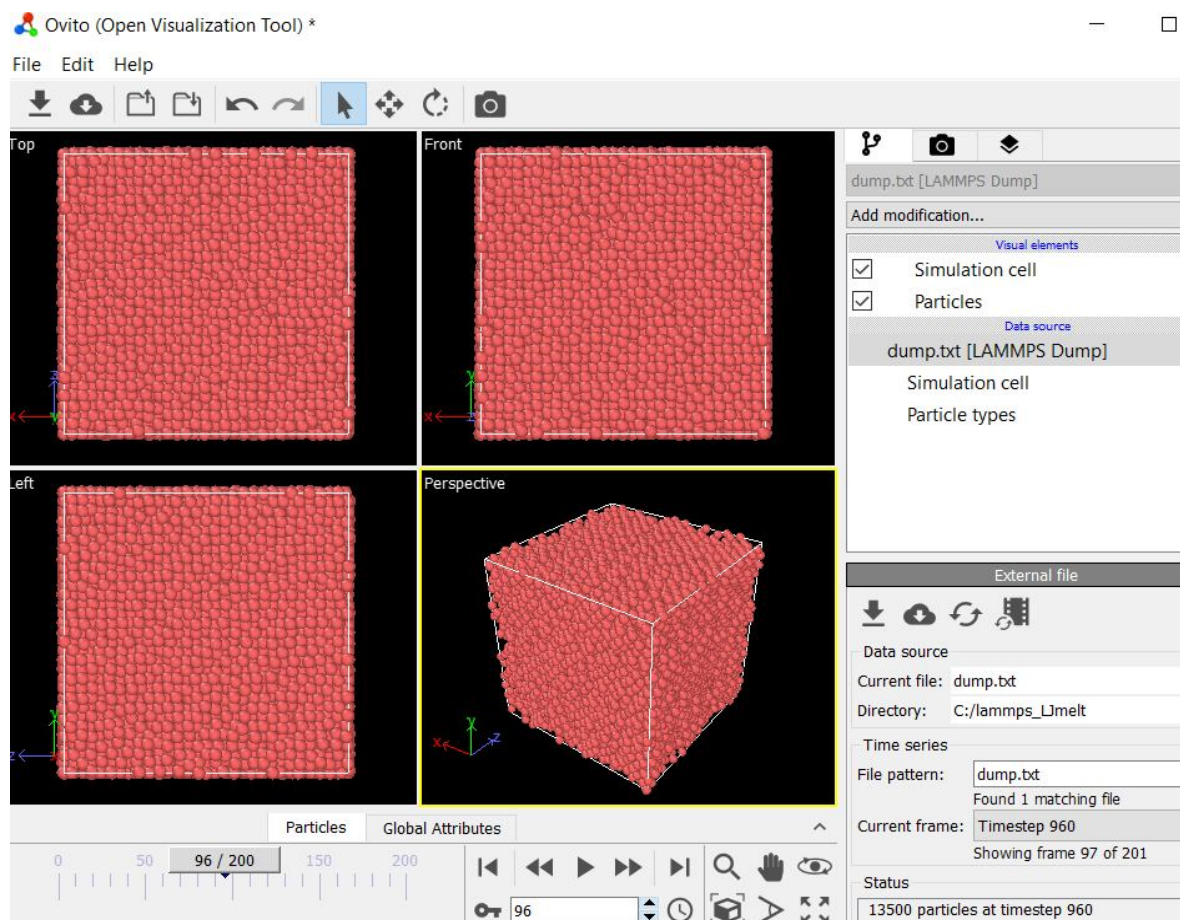 Ovito (Open Visualization Tool) *
File Edit Help
Top
Front
dump.txt [LAMMPS Dump]
Add modification...
Visual elements
Simulation cell
Particles
Data source
dump.txt [LAMMPS Dump]
Simulation cell
Particle types
x
z
y
x
y
z
Left
Perspective
z
y
x
x
y
z
External file
Data source
Current file: dump.txt
Directory: C:/lammps_LJmelt
Time series
File pattern: dump.txt
Found 1 matching file
Current frame: Timestep 960
Showing frame 97 of 201
Status
13500 particles at timestep 960
Particles Global Attributes
0 50 96 / 200 150 200
96